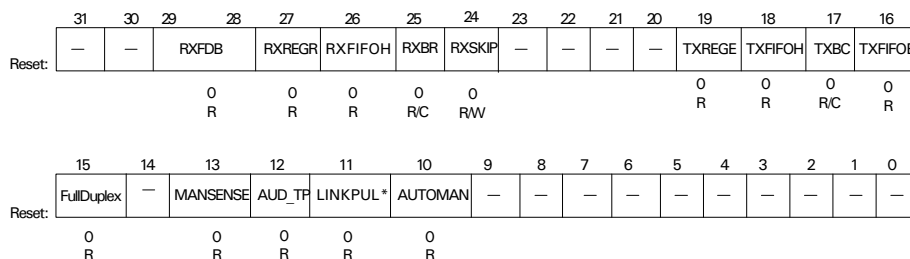 31 30 29 28 27 26 25 24 23 22 21 20 19 18 17 16
Reset: — — RXFDB RXREGR RXFIFOH RXBR RXSKIP — — — — TXREGE TXFIFOH TXBC TXFIFOB
0 0 0 0 0 0 0 0 0
R R R R/C R/W R R R/C R
15 14 13 12 11 10 9 8 7 6 5 4 3 2 1 0
Reset: FullDuplex — MANSENSE AUD_TP LINKPUL* AUTOMAN — — — — — — — — — —
0 0 0 0 0
R R R R R